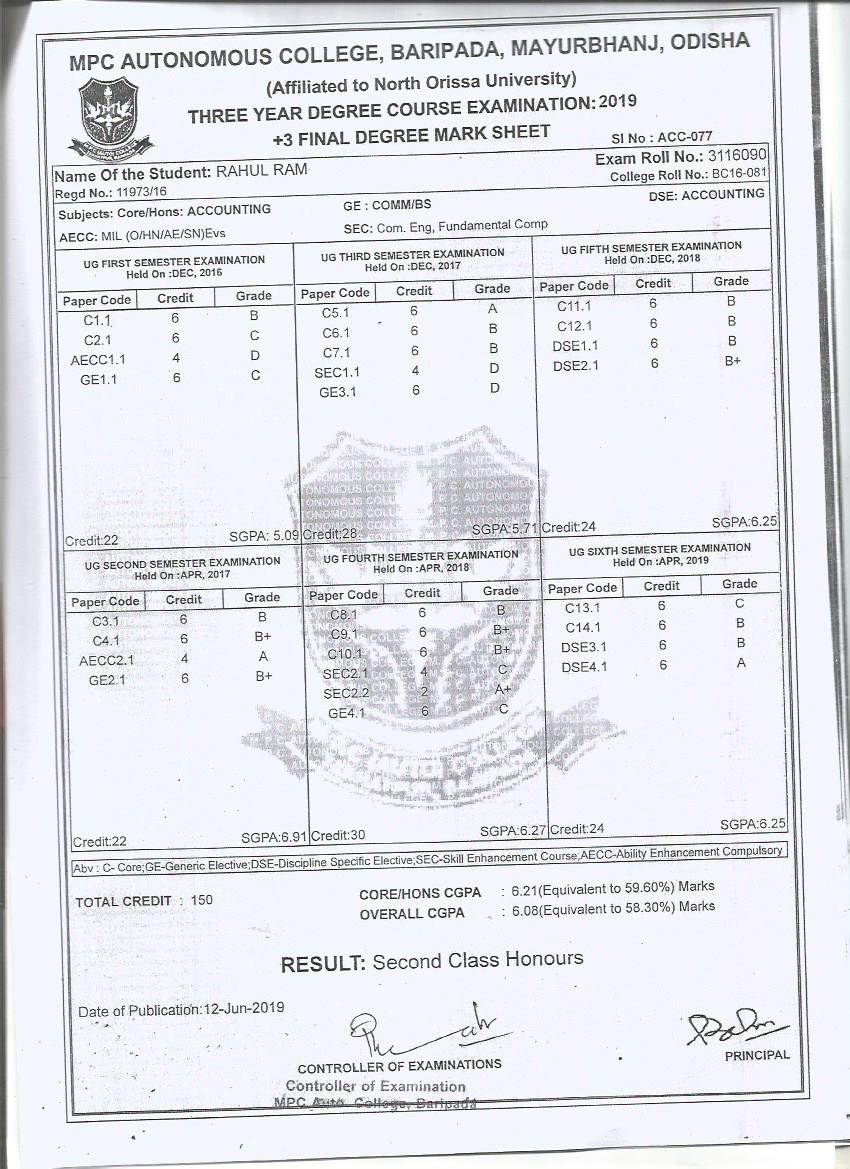 MPC AUTONOMOUS COLLEGE, BARIPADA, MAYURBHANJ, ODISHA
(Affiliated to North Orissa University)
THREE YEAR DEGREE COURSE EXAMINATION:2019
+3 FINAL DEGREE MARK SHEET
Sl No : ACC-077
Name Of the Student: RAHUL RAM
Exam Roll No.: 3116090
Regd No.: 11973/16
College Roll No.: BC16-081
Subjects: Core/Hons: ACCOUNTING GE : COMM/BS DSE: ACCOUNTING
AECC: MIL (O/HN/AE/SN)Evs SEC: Com. Eng, Fundamental Comp
UG FIRST SEMESTER EXAMINATION
Held On :DEC, 2016
Paper Code Credit Grade
C1.1 6 B
C2.1 6 C
AECC1.1 4 D
GE1.1 6 C
Credit:22 SGPA: 5.09
UG THIRD SEMESTER EXAMINATION
Held On :DEC, 2017
Paper Code Credit Grade
C5.1 6 A
C6.1 6 B
C7.1 6 B
SEC1.1 4 D
GE3.1 6 D
Credit:28 SGPA:5.71
UG FIFTH SEMESTER EXAMINATION
Held On :DEC, 2018
Paper Code Credit Grade
C11.1 6 B
C12.1 6 B
DSE1.1 6 B
DSE2.1 6 B+
Credit:24 SGPA:6.25
UG SECOND SEMESTER EXAMINATION
Held On :APR, 2017
Paper Code Credit Grade
C3.1 6 B
C4.1 6 B+
AECC2.1 4 A
GE2.1 6 B+
Credit:22 SGPA:6.91
UG FOURTH SEMESTER EXAMINATION
Held On :APR, 2018
Paper Code Credit Grade
C8.1 6 B
C9.1 6 B+
C10.1 6 B+
SEC2.1 4 C
SEC2.2 2 A+
GE4.1 6 C
Credit:30 SGPA:6.27
UG SIXTH SEMESTER EXAMINATION
Held On :APR, 2019
Paper Code Credit Grade
C13.1 6 C
C14.1 6 B
DSE3.1 6 B
DSE4.1 6 A
Credit:24 SGPA:6.25
Abv : C- Core;GE-Generic Elective;DSE-Discipline Specific Elective;SEC-Skill Enhancement Course;AECC-Ability Enhancement Compulsory
TOTAL CREDIT : 150
CORE/HONS CGPA : 6.21(Equivalent to 59.60%) Marks
OVERALL CGPA : 6.08(Equivalent to 58.30%) Marks
RESULT: Second Class Honours
Date of Publication:12-Jun-2019
CONTROLLER OF EXAMINATIONS
PRINCIPAL
Controller of Examination
MPC Auto. College, Baripada